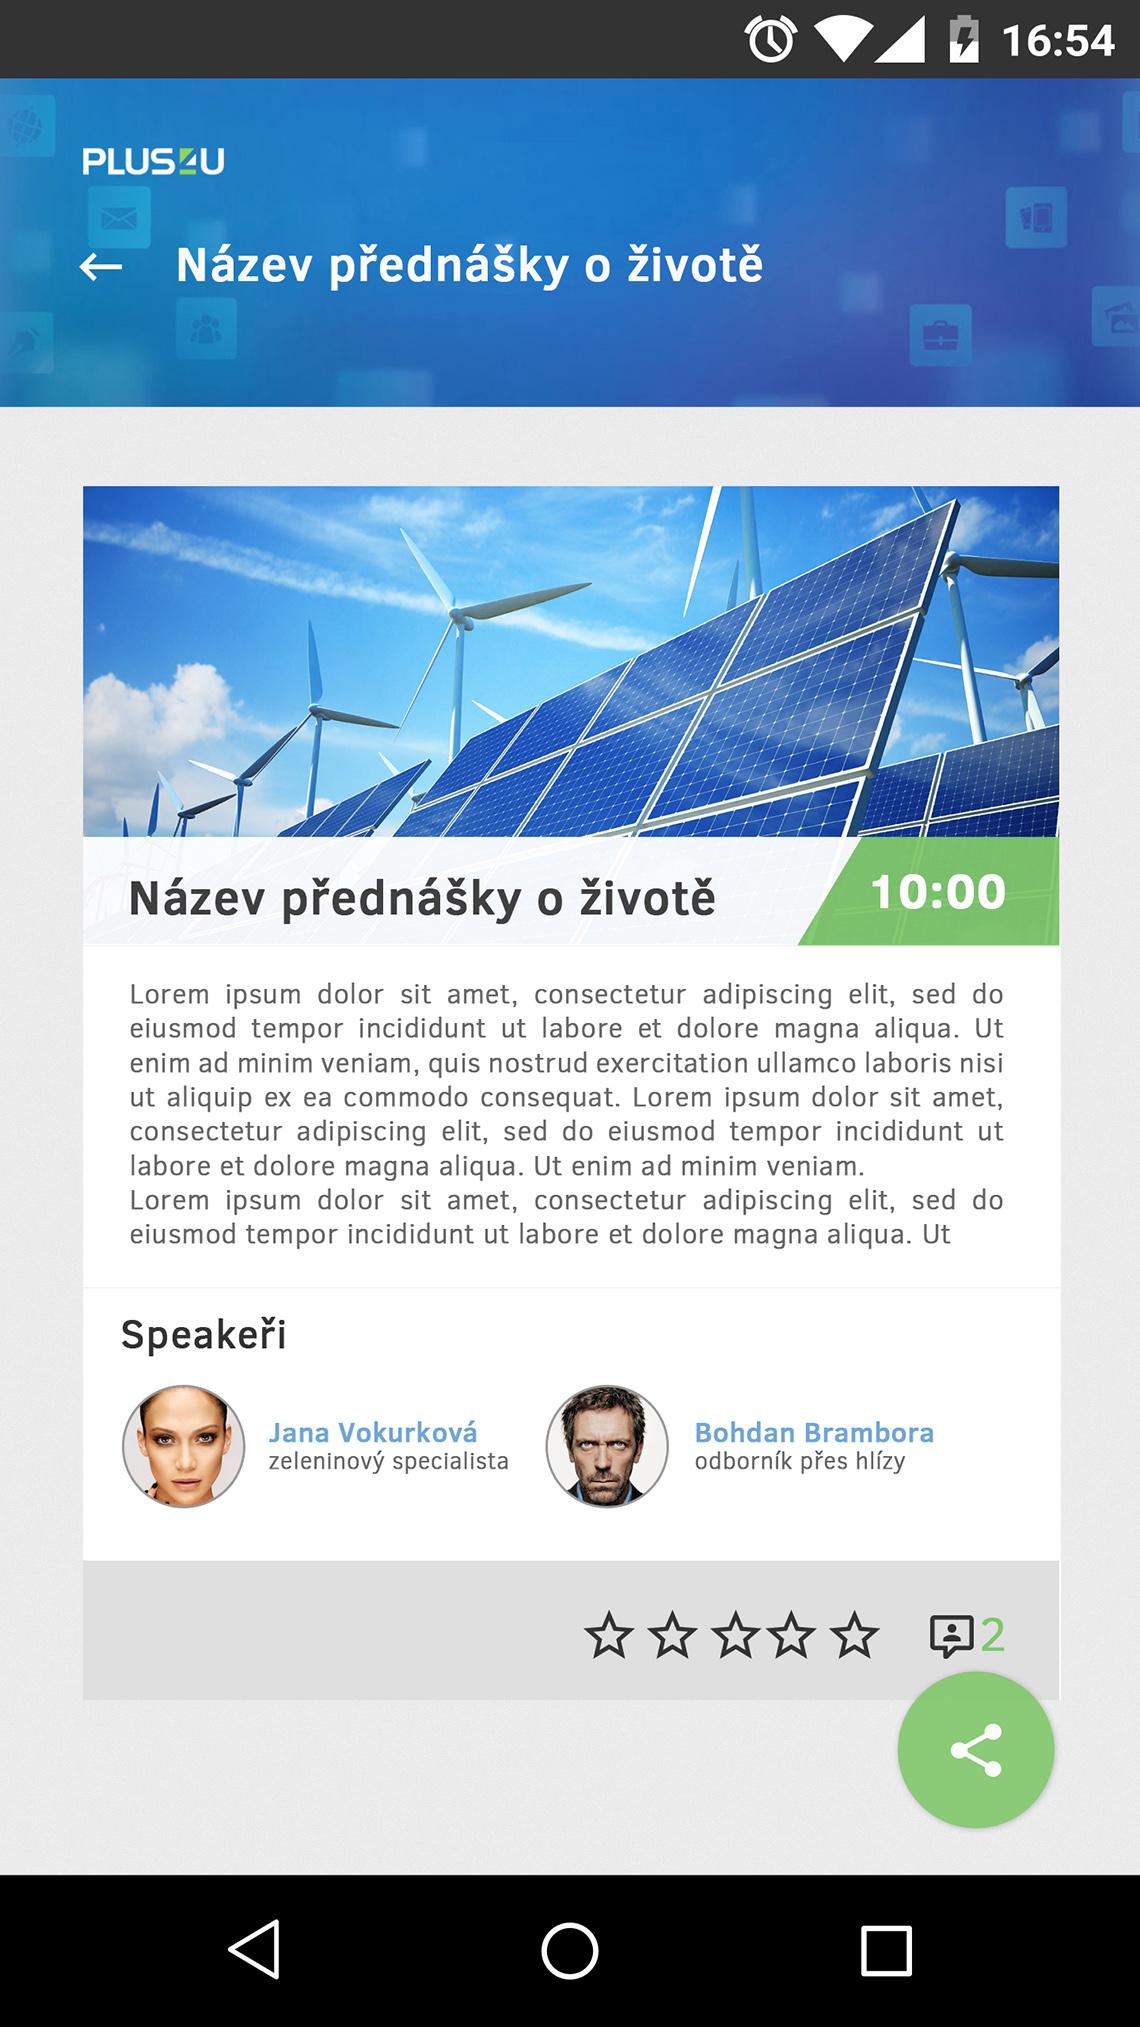 16:54
PLUS4U
Název přednášky o životě
Název přednášky o životě
10:00
Lorem ipsum dolor sit amet, consectetur adipiscing elit, sed do
eiusmod tempor incididunt ut labore et dolore magna aliqua. Ut
enim ad minim veniam, quis nostrud exercitation ullamco laboris nisi
ut aliquip ex ea commodo consequat. Lorem ipsum dolor sit amet,
consectetur adipiscing elit, sed do eiusmod tempor incididunt ut
labore et dolore magna aliqua. Ut enim ad minim veniam.
Lorem ipsum dolor sit amet, consectetur adipiscing elit, sed do
eiusmod tempor incididunt ut labore et dolore magna aliqua. Ut
Speakeři
Jana Vokurková
zeleninový specialista
Bohdan Brambora
odborník přes hlízy
2